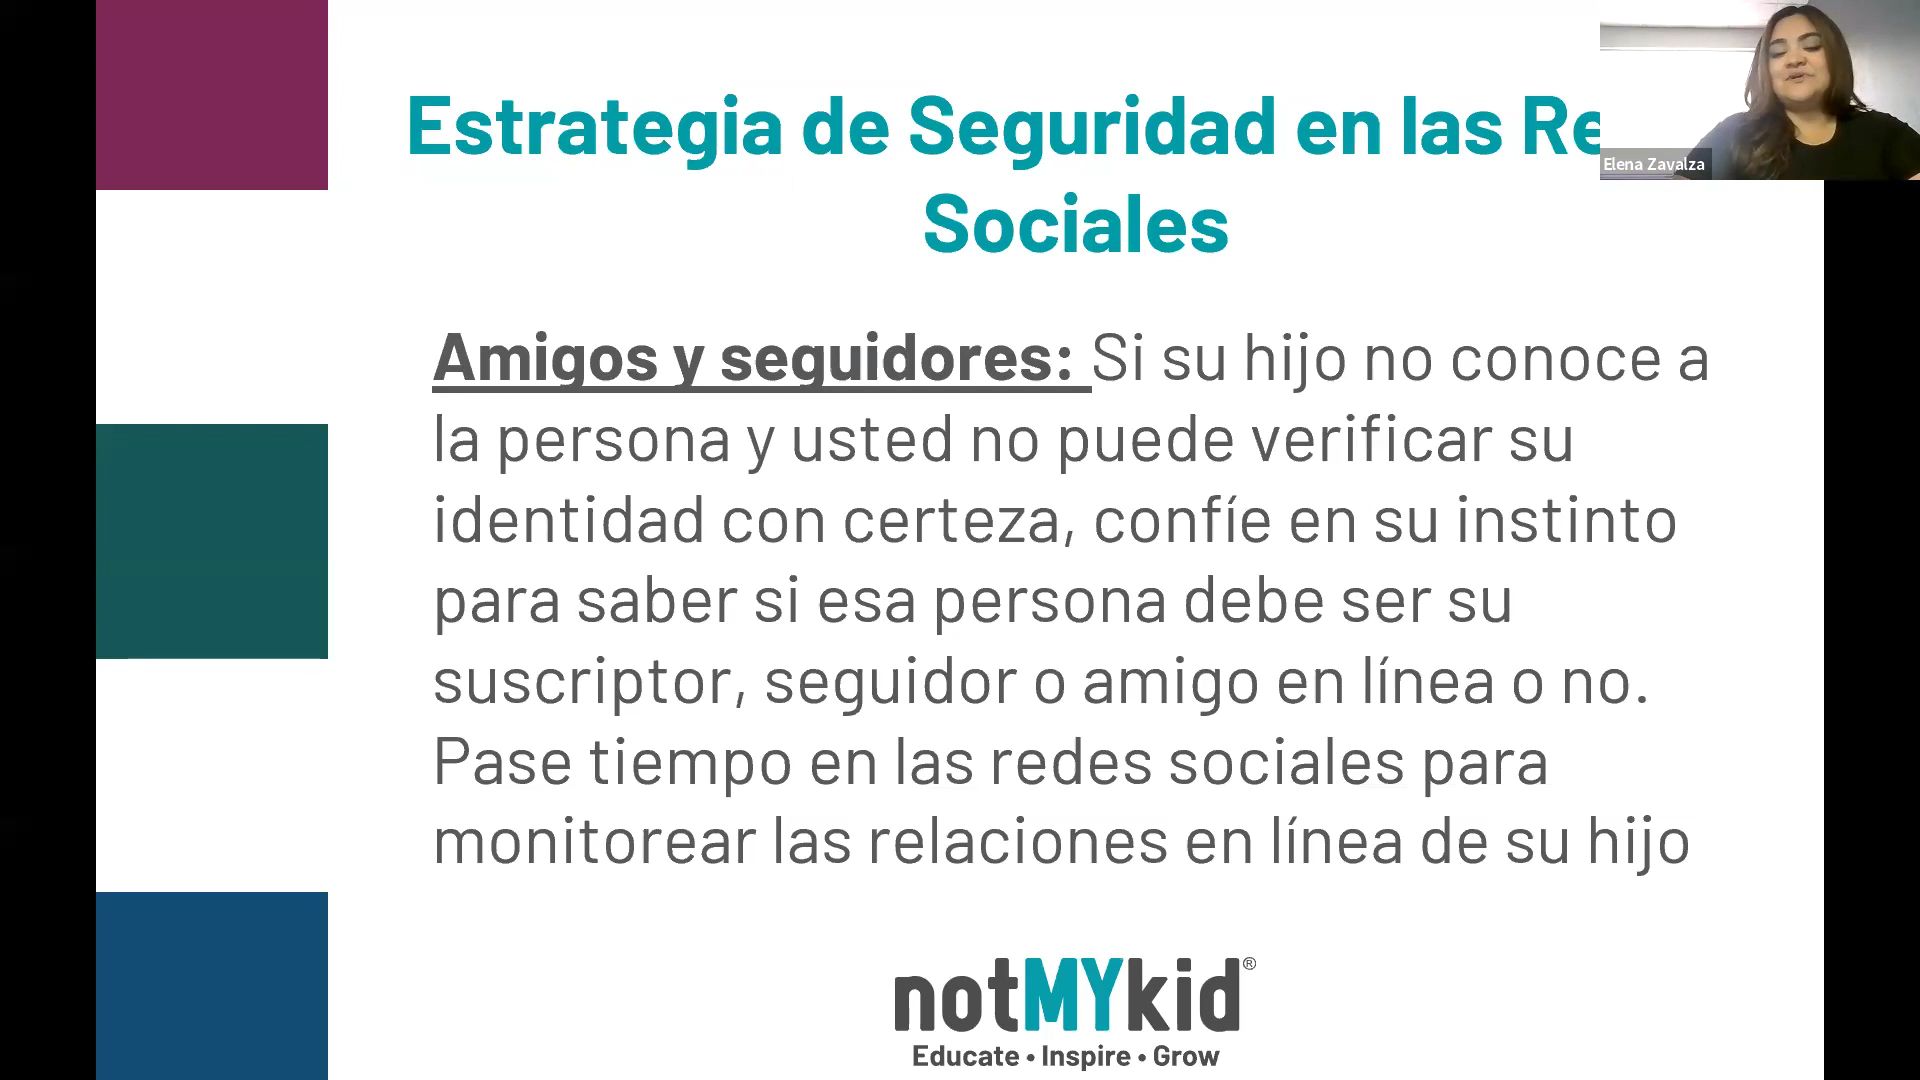 Estrategia de Seguridad en las Re
Sociales
Elena Zavalza
Amigos y seguidores: Si su hijo no conoce a
la persona y usted no puede verificar su
identidad con certeza, confíe en su instinto
para saber si esa persona debe ser su
suscriptor, seguidor o amigo en línea o no.
Pase tiempo en las redes sociales para
monitorear las relaciones en línea de su hijo
notMYkid®
Educate • Inspire • Grow